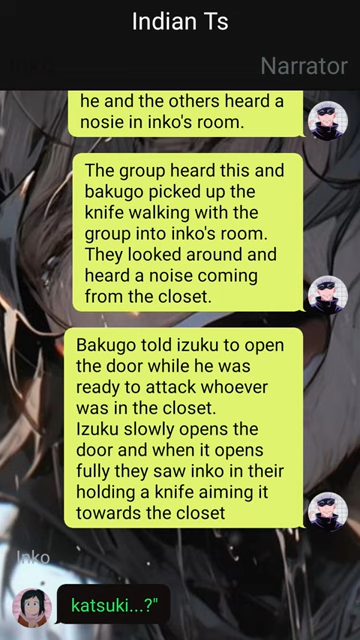 Indian Ts
Inko
Narrator
he and the others heard a
nosie in inko's room.
The group heard this and
bakugo picked up the
knife walking with the
group into inko's room.
They looked around and
heard a noise coming
from the closet.
Bakugo told izuku to open
the door while he was
ready to attack whoever
was in the closet.
Izuku slowly opens the
door and when it opens
fully they saw inko in their
holding a knife aiming it
towards the closet
Inko
katsuki...?"